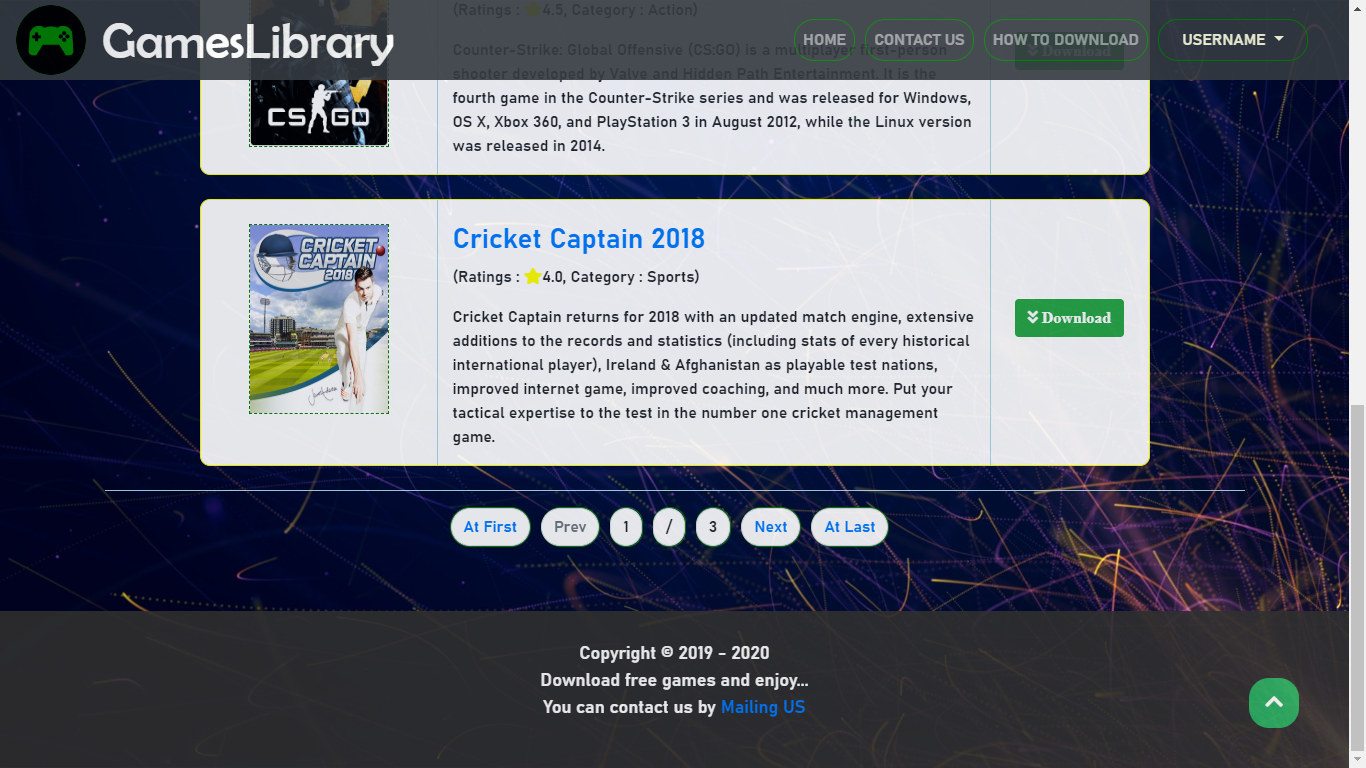 GamesLibrary
HOME
CONTACT US
HOW TO DOWNLOAD
USERNAME
(Ratings : 4.5, Category : Action)
Counter-Strike: Global Offensive (CS:GO) is a multiplayer first-person
shooter developed by Valve and Hidden Path Entertainment. It is the
fourth game in the Counter-Strike series and was released for Windows,
OS X, Xbox 360, and PlayStation 3 in August 2012, while the Linux version
was released in 2014.
Download
CS GO
CRICKET
CAPTAIN
2018
Cricket Captain 2018
(Ratings : 4.0, Category : Sports)
Cricket Captain returns for 2018 with an updated match engine, extensive
additions to the records and statistics (including stats of every historical
international player), Ireland & Afghanistan as playable test nations,
improved internet game, improved coaching, and much more. Put your
tactical expertise to the test in the number one cricket management
game.
Download
At First Prev 1 / 3 Next At Last
Copyright © 2019 - 2020
Download free games and enjoy...
You can contact us by Mailing US